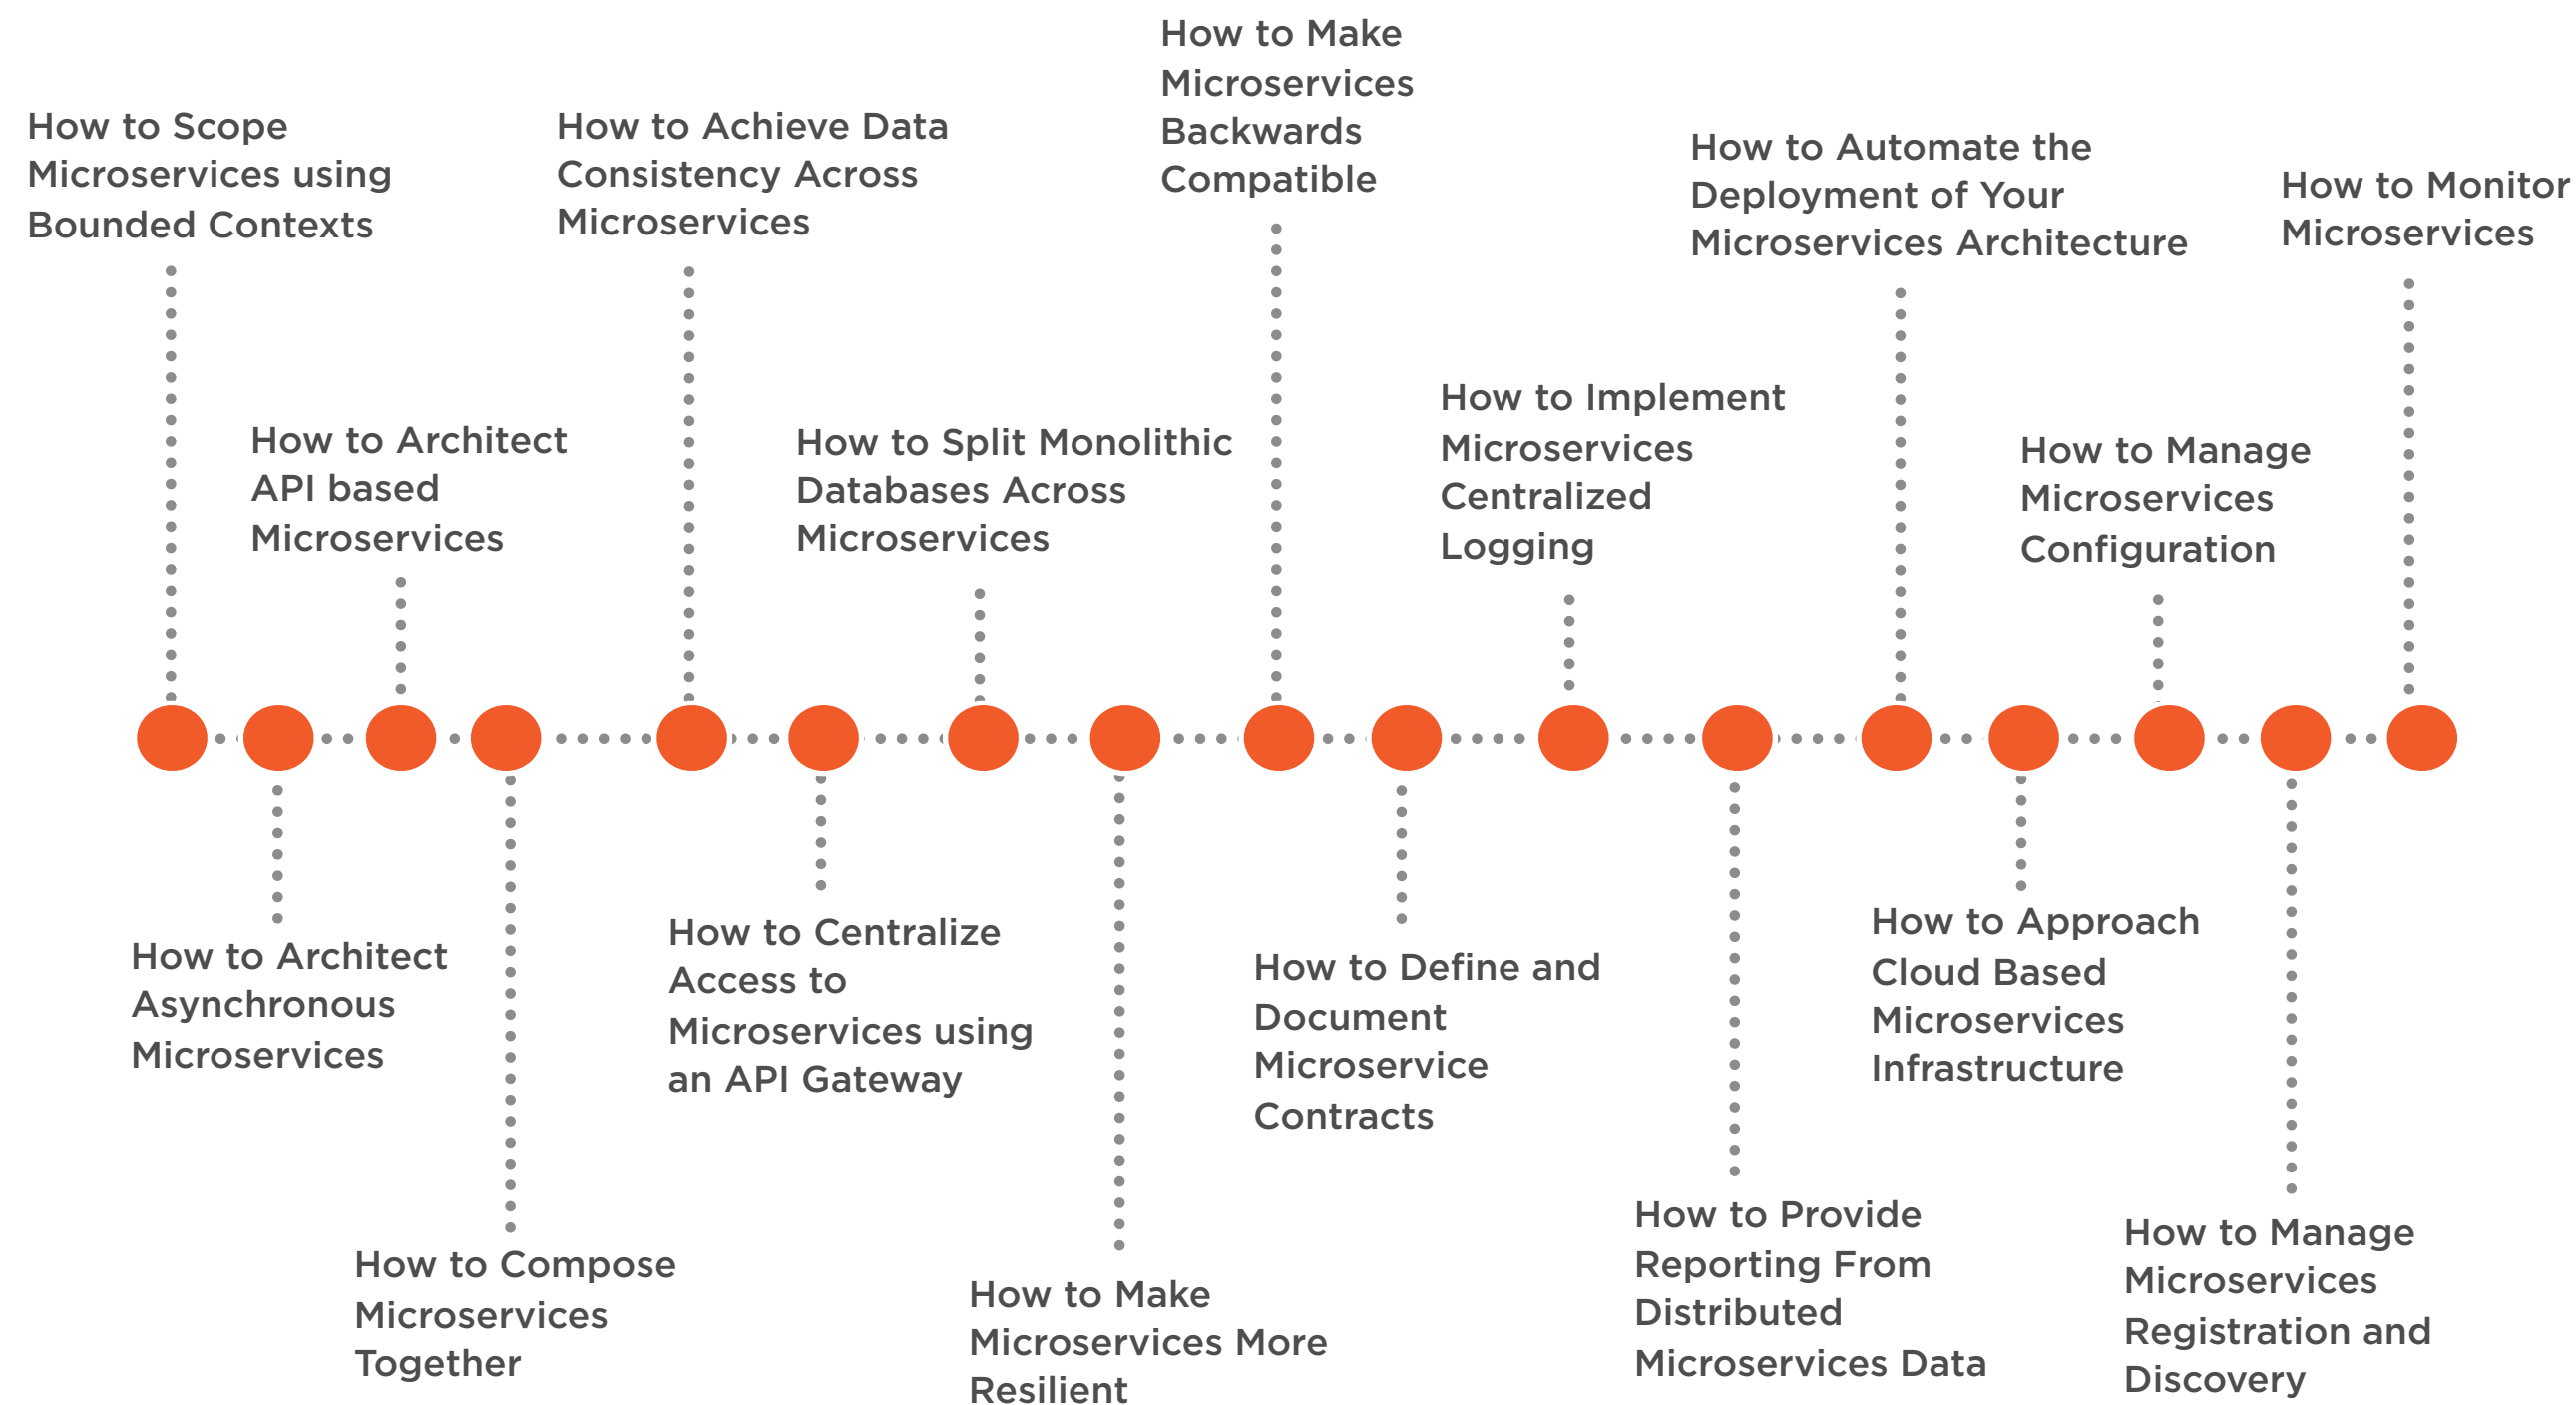 How to Scope
Microservices using
Bounded Contexts
How to Architect
Asynchronous
Microservices
How to Architect
API based
Microservices
How to Compose
Microservices
Together
How to Achieve Data
Consistency Across
Microservices
How to Centralize
Access to
Microservices using
an API Gateway
How to Split Monolithic
Databases Across
Microservices
How to Make
Microservices More
Resilient
How to Make
Microservices
Backwards
Compatible
How to Define and
Document
Microservice
Contracts
How to Implement
Microservices
Centralized
Logging
How to Provide
Reporting From
Distributed
Microservices Data
How to Automate the
Deployment of Your
Microservices Architecture
How to Approach
Cloud Based
Microservices
Infrastructure
How to Manage
Microservices
Configuration
How to Manage
Microservices
Registration and
Discovery
How to Monitor
Microservices